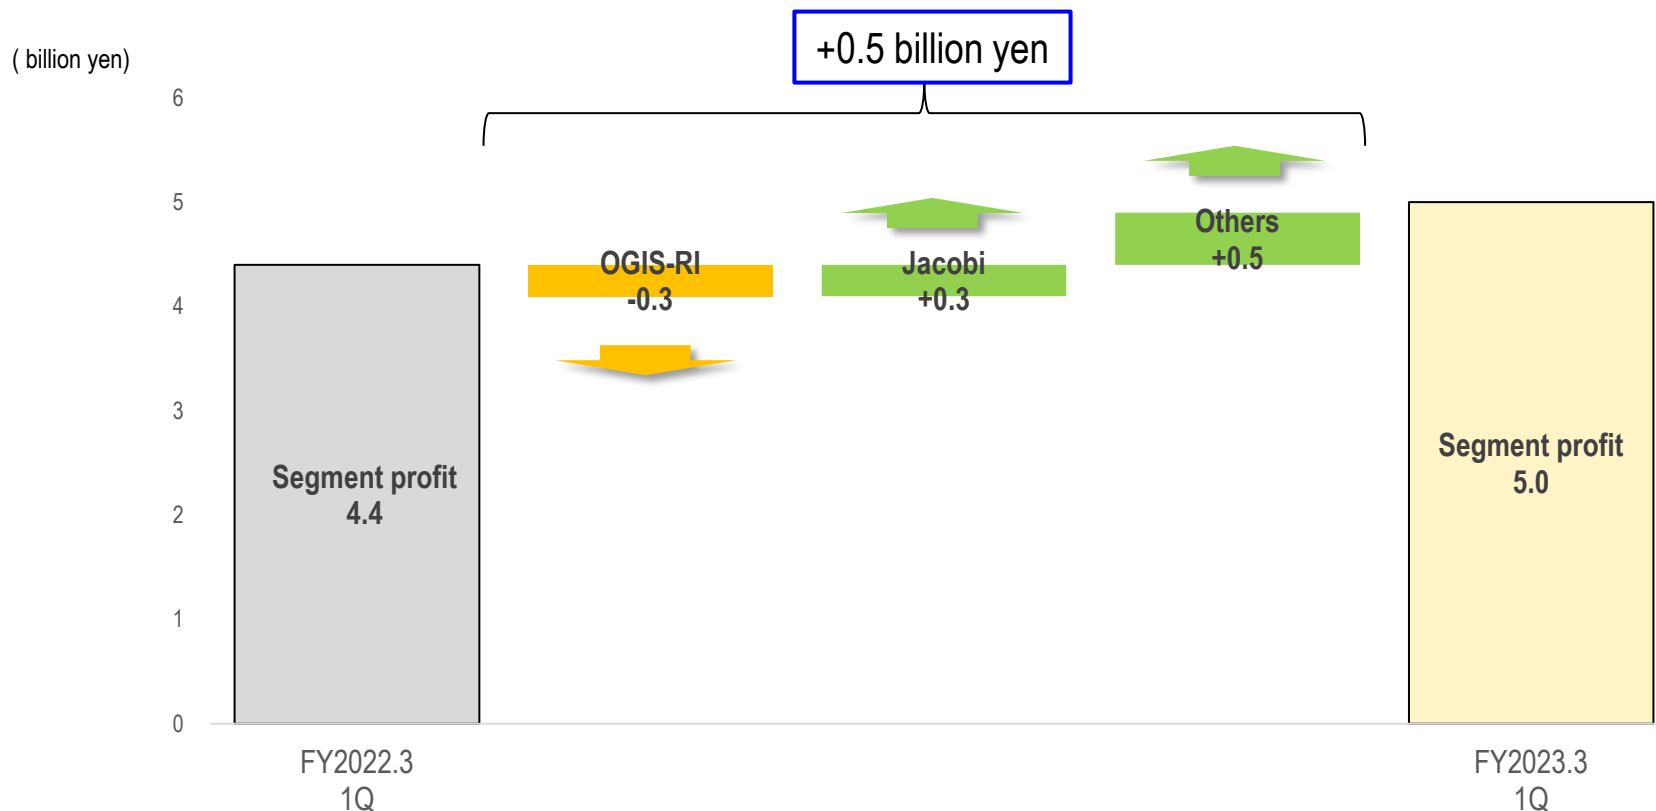 +0.5 billion yen
( billion yen)
6
5
4
3
2
1
0
Segment profit
4.4
OGIS-RI
-0.3
Jacobi
+0.3
Others
+0.5
Segment profit
5.0
FY2022.3
1Q
FY2023.3
1Q